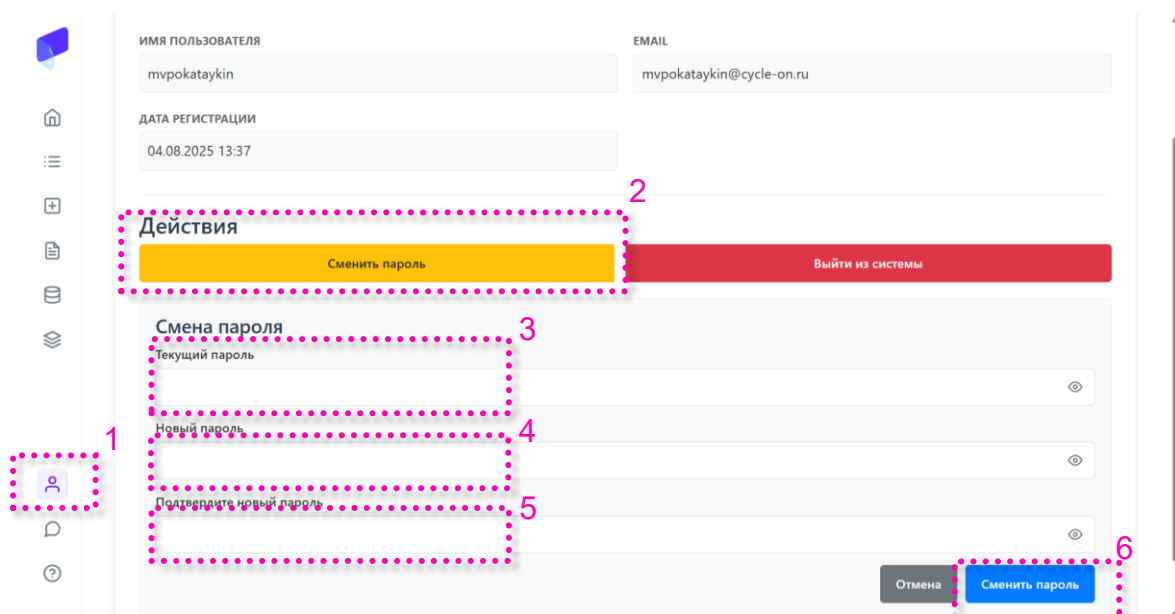 ИМЯ ПОЛЬЗОВАТЕЛЯ
EMAIL
mvpokataykin
mvpokataykin@cycle-on.ru
ДАТА РЕГИСТРАЦИИ
04.08.2025 13:37
2
Действия
Сменить пароль
Выйти из системы
Смена пароля
3
Текущий пароль
Новый пароль
4
1
Подтвердите новый пароль
5
6
Отмена
Сменить пароль